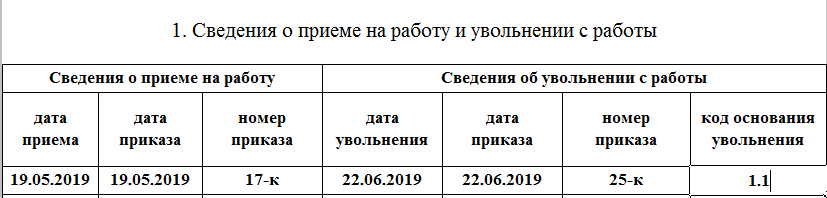 1. Сведения о приеме на работу и увольнении с работы
Сведения о приеме на работу Сведения об увольнении с работы
дата приема дата приказа номер приказа дата увольнения дата приказа номер приказа код основания увольнения
19.05.2019 19.05.2019 17-к 22.06.2019 22.06.2019 25-к 1.1